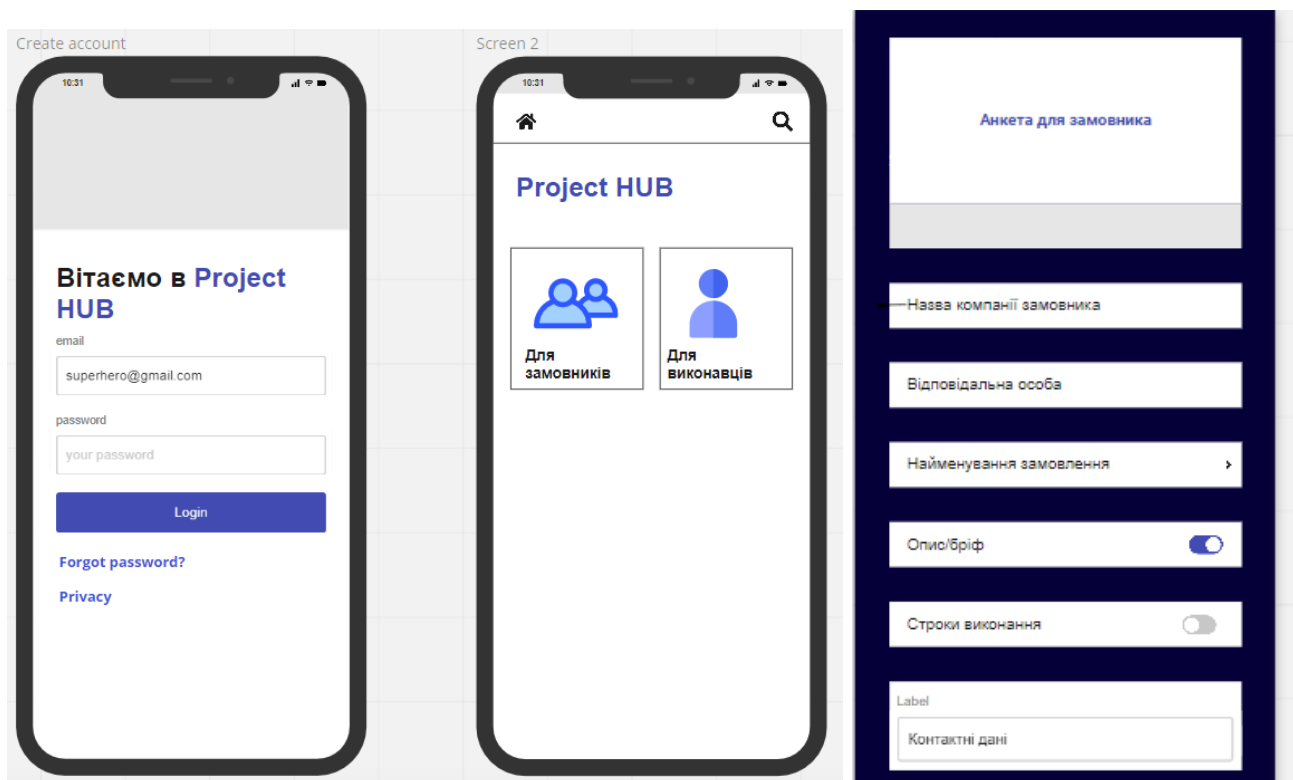 Create account
10:31
Вітаємо в Project
HUB
email
superhero@gmail.com
password
your password
Login
Forgot password?
Privacy
Screen 2
10:31
Project HUB
Для
замовників
Для
виконавців
Анкета для замовника
Назва компанії замовника
Відповідальна особа
Найменування замовлення
Опис/бріф
Строки виконання
Label
Контактні дані